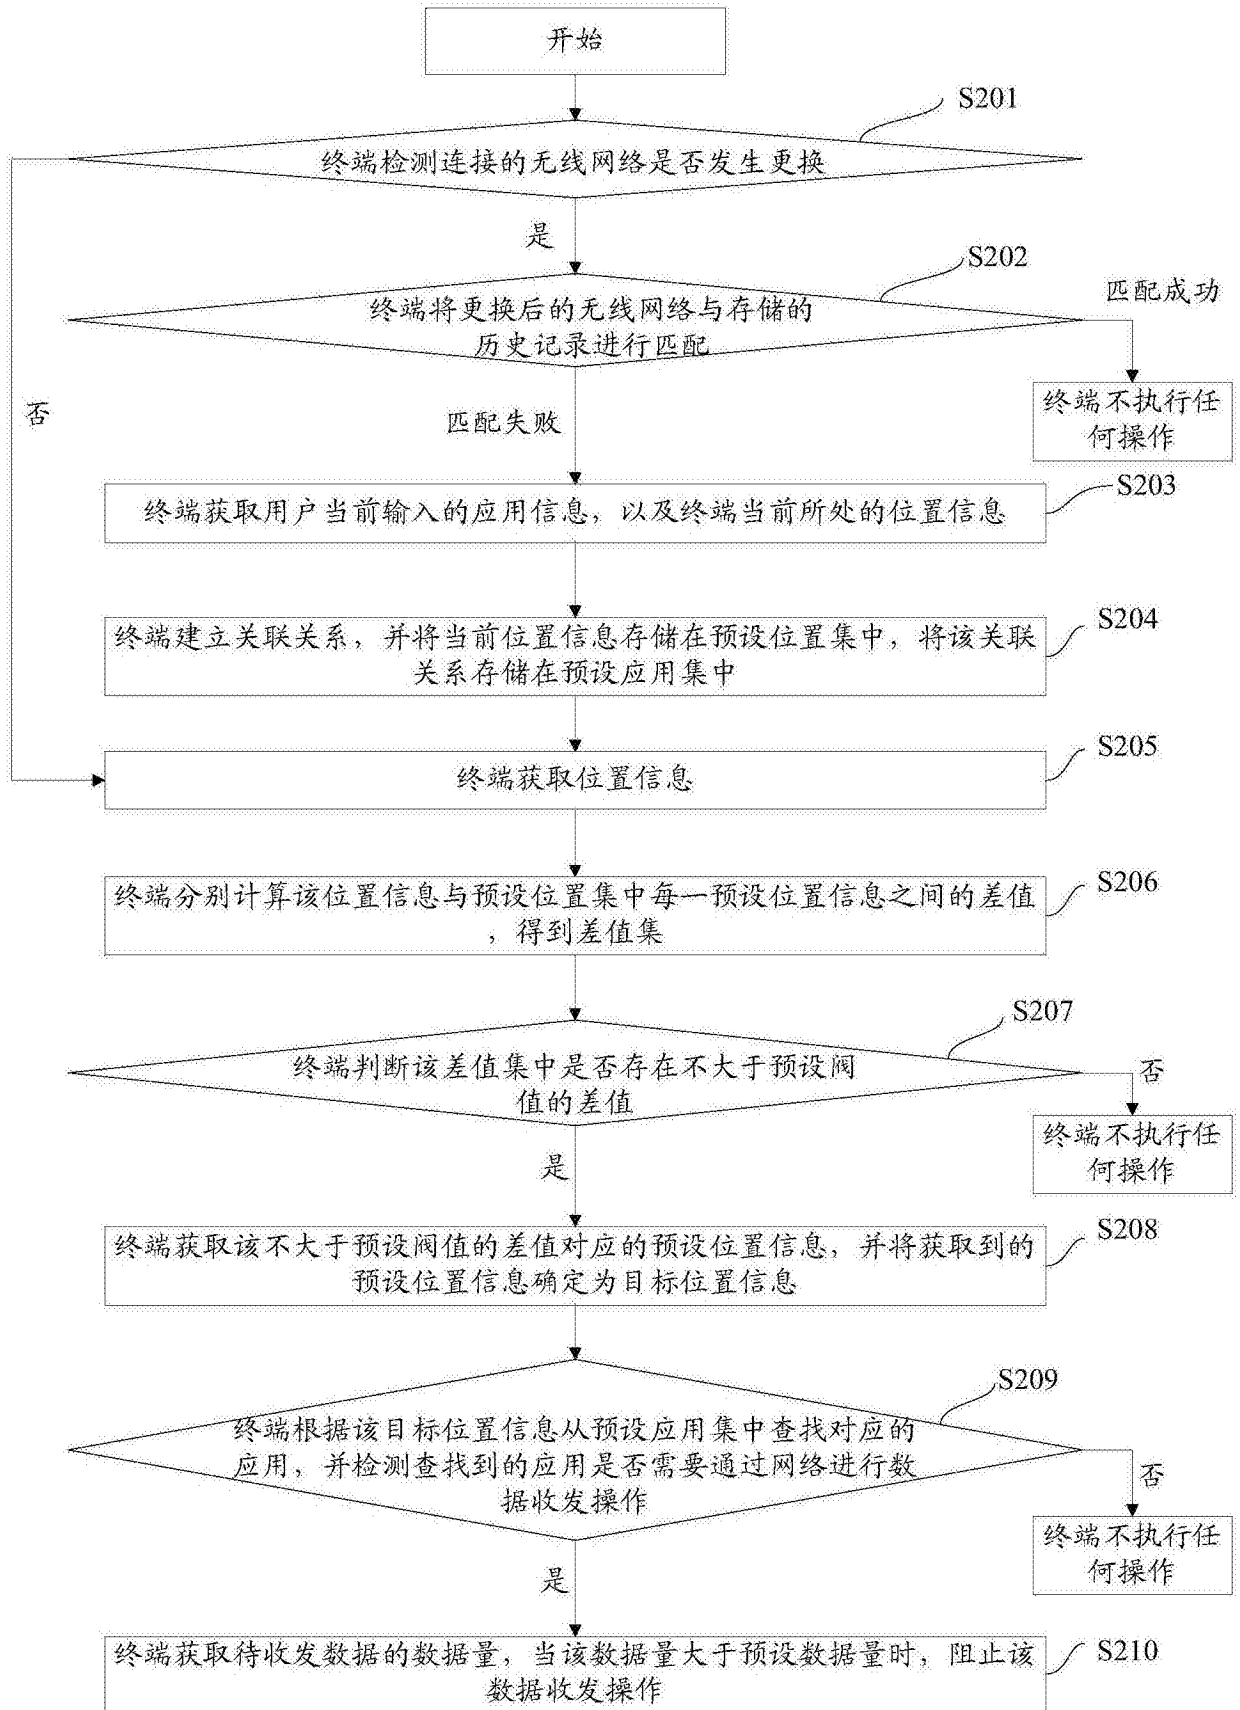 开始
S201
终端检测连接的无线网络是否发生更换
是
S202
终端将更换后的无线网络与存储的
历史记录进行匹配
匹配成功
终端不执行任
何操作
否
匹配失败
S203
终端获取用户当前输入的应用信息，以及终端当前所处的位置信息
S204
终端建立关联关系，并将当前位置信息存储在预设位置集中，将该关联
关系存储在预设应用集中
S205
终端获取位置信息
S206
终端分别计算该位置信息与预设位置集中每一预设位置信息之间的差值
，得到差值集
S207
终端判断该差值集中是否存在不大于预设阀
值的差值
否
终端不执行任
何操作
是
S208
终端获取该不大于预设阀值的差值对应的预设位置信息，并将获取到的
预设位置信息确定为目标位置信息
S209
终端根据该目标位置信息从预设应用集中查找对应的
应用，并检测查找到的应用是否需要通过网络进行数
据收发操作
否
终端不执行任
何操作
是
S210
终端获取待收发数据的数据量，当该数据量大于预设数据量时，阻止该
数据收发操作